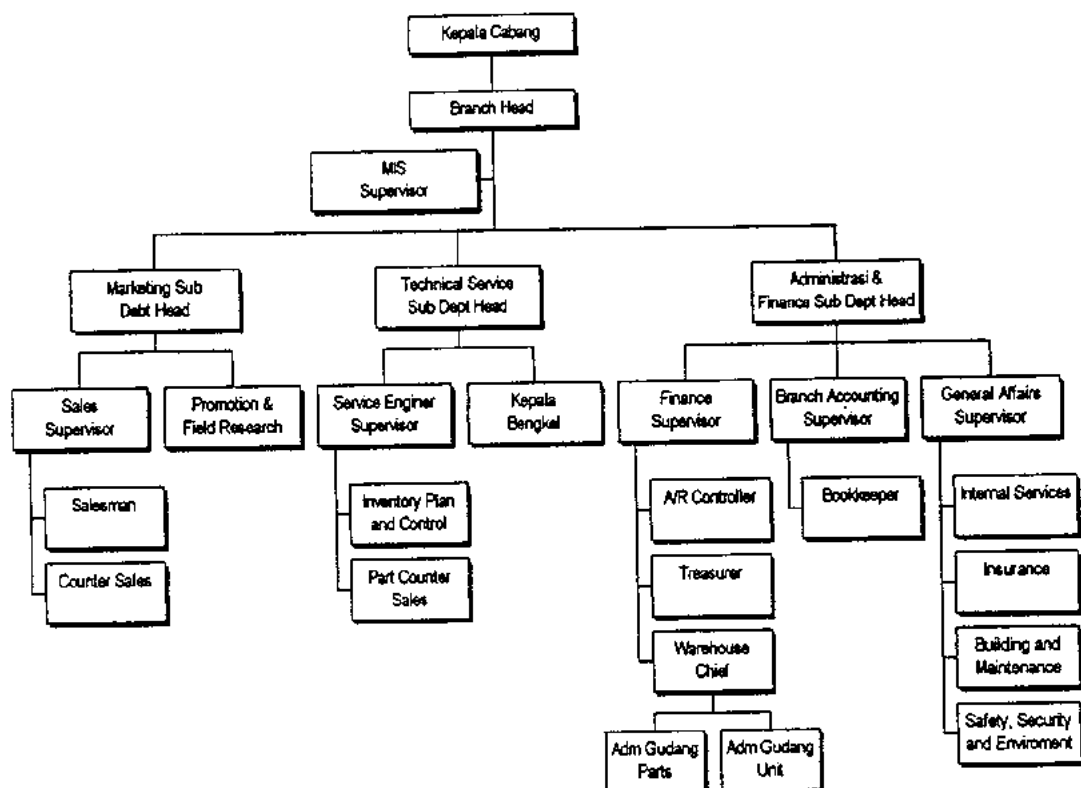 Kepala Cabang
Branch Head
MIS
Supervisor
Marketing Sub
Debt Head
Technical Service
Sub Dept Head
Administrasi &
Finance Sub Dept Head
Sales
Supervisor
Promotion &
Field Research
Service Enginer
Supervisor
Kepala
Bengkel
Finance
Supervisor
Branch Accounting
Supervisor
General Affairs
Supervisor
Salesman
Inventory Plan
and Control
A/R Controller
Bookkeeper
Internal Services
Counter Sales
Part Counter
Sales
Treasurer
Insurance
Warehouse
Chief
Building and
Maintenance
Adm Gudang
Parts
Adm Gudang
Unit
Safety, Security
and Enviroment